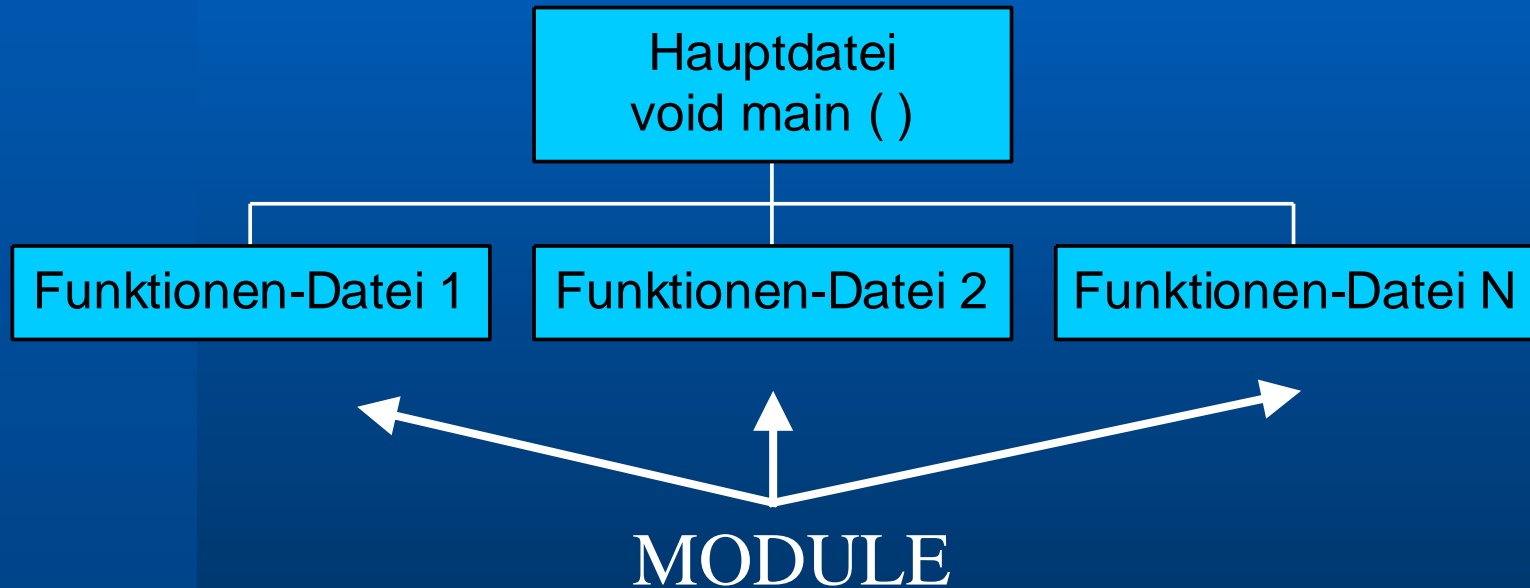 Hauptdatei
void main ( )
Funktionen-Datei 1
Funktionen-Datei 2
Funktionen-Datei N
MODULE